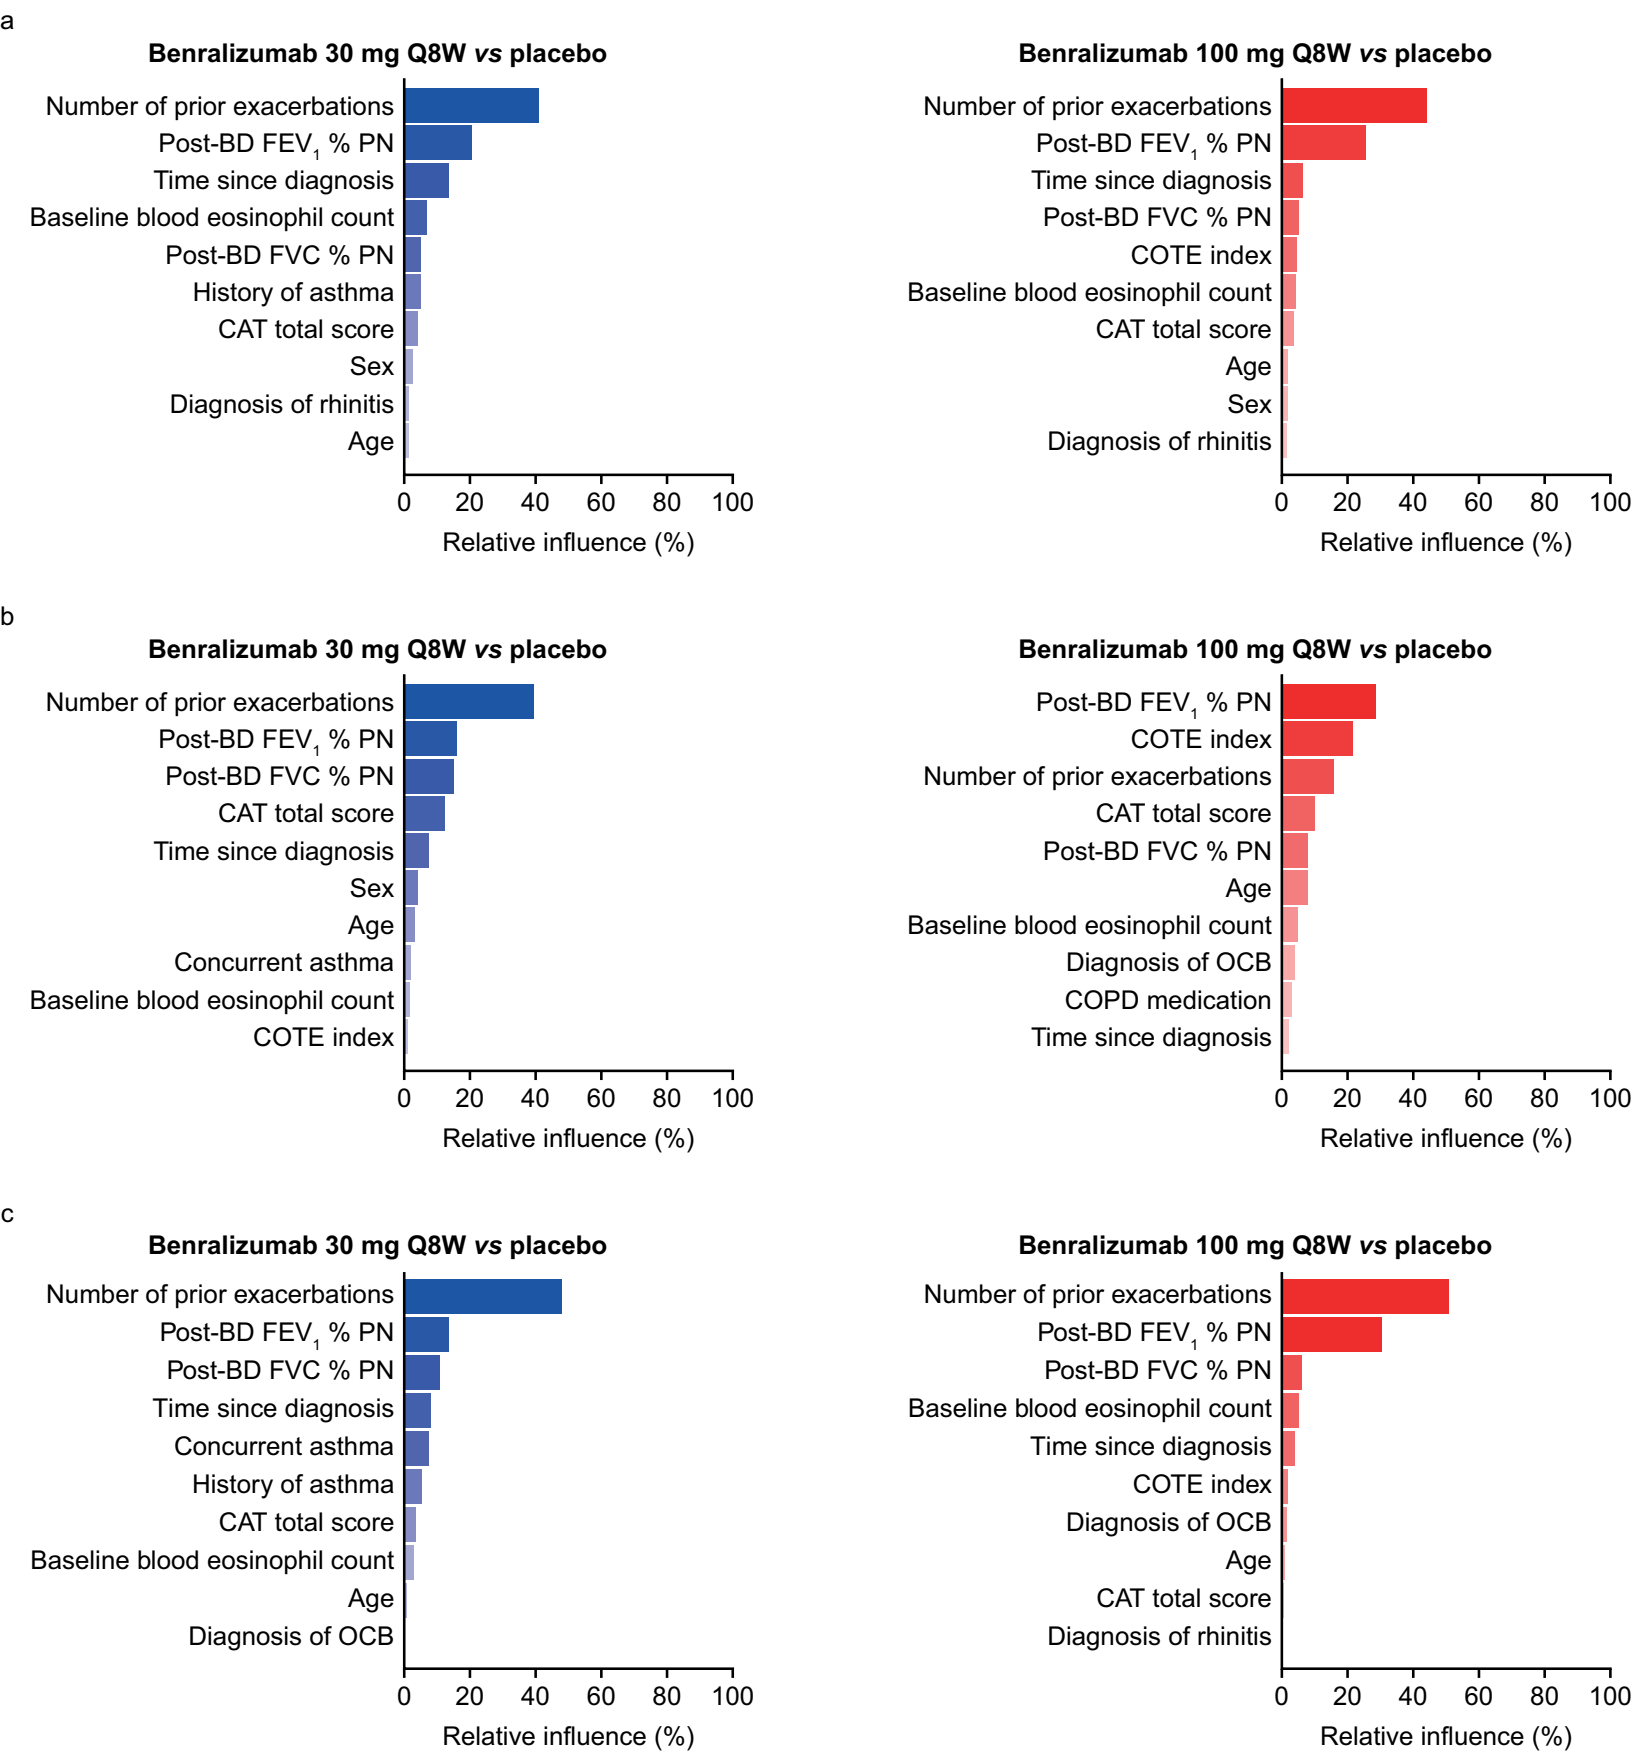 a
Benralizumab 30 mg Q8W vs placebo
Number of prior exacerbations
Post-BD FEV1 % PN
Time since diagnosis
Baseline blood eosinophil count
Post-BD FVC % PN
History of asthma
CAT total score
Sex
Diagnosis of rhinitis
Age
0 20 40 60 80 100
Relative influence (%)
Benralizumab 100 mg Q8W vs placebo
Number of prior exacerbations
Post-BD FEV1 % PN
Time since diagnosis
Post-BD FVC % PN
COTE index
Baseline blood eosinophil count
CAT total score
Age
Sex
Diagnosis of rhinitis
0 20 40 60 80 100
Relative influence (%)
b
Benralizumab 30 mg Q8W vs placebo
Number of prior exacerbations
Post-BD FEV1 % PN
Post-BD FVC % PN
CAT total score
Time since diagnosis
Sex
Age
Concurrent asthma
Baseline blood eosinophil count
COTE index
0 20 40 60 80 100
Relative influence (%)
Benralizumab 100 mg Q8W vs placebo
Post-BD FEV1 % PN
COTE index
Number of prior exacerbations
CAT total score
Post-BD FVC % PN
Age
Baseline blood eosinophil count
Diagnosis of OCB
COPD medication
Time since diagnosis
0 20 40 60 80 100
Relative influence (%)
c
Benralizumab 30 mg Q8W vs placebo
Number of prior exacerbations
Post-BD FEV1 % PN
Post-BD FVC % PN
Time since diagnosis
Concurrent asthma
History of asthma
CAT total score
Baseline blood eosinophil count
Age
Diagnosis of OCB
0 20 40 60 80 100
Relative influence (%)
Benralizumab 100 mg Q8W vs placebo
Number of prior exacerbations
Post-BD FEV1 % PN
Post-BD FVC % PN
Baseline blood eosinophil count
Time since diagnosis
COTE index
Diagnosis of OCB
Age
CAT total score
Diagnosis of rhinitis
0 20 40 60 80 100
Relative influence (%)